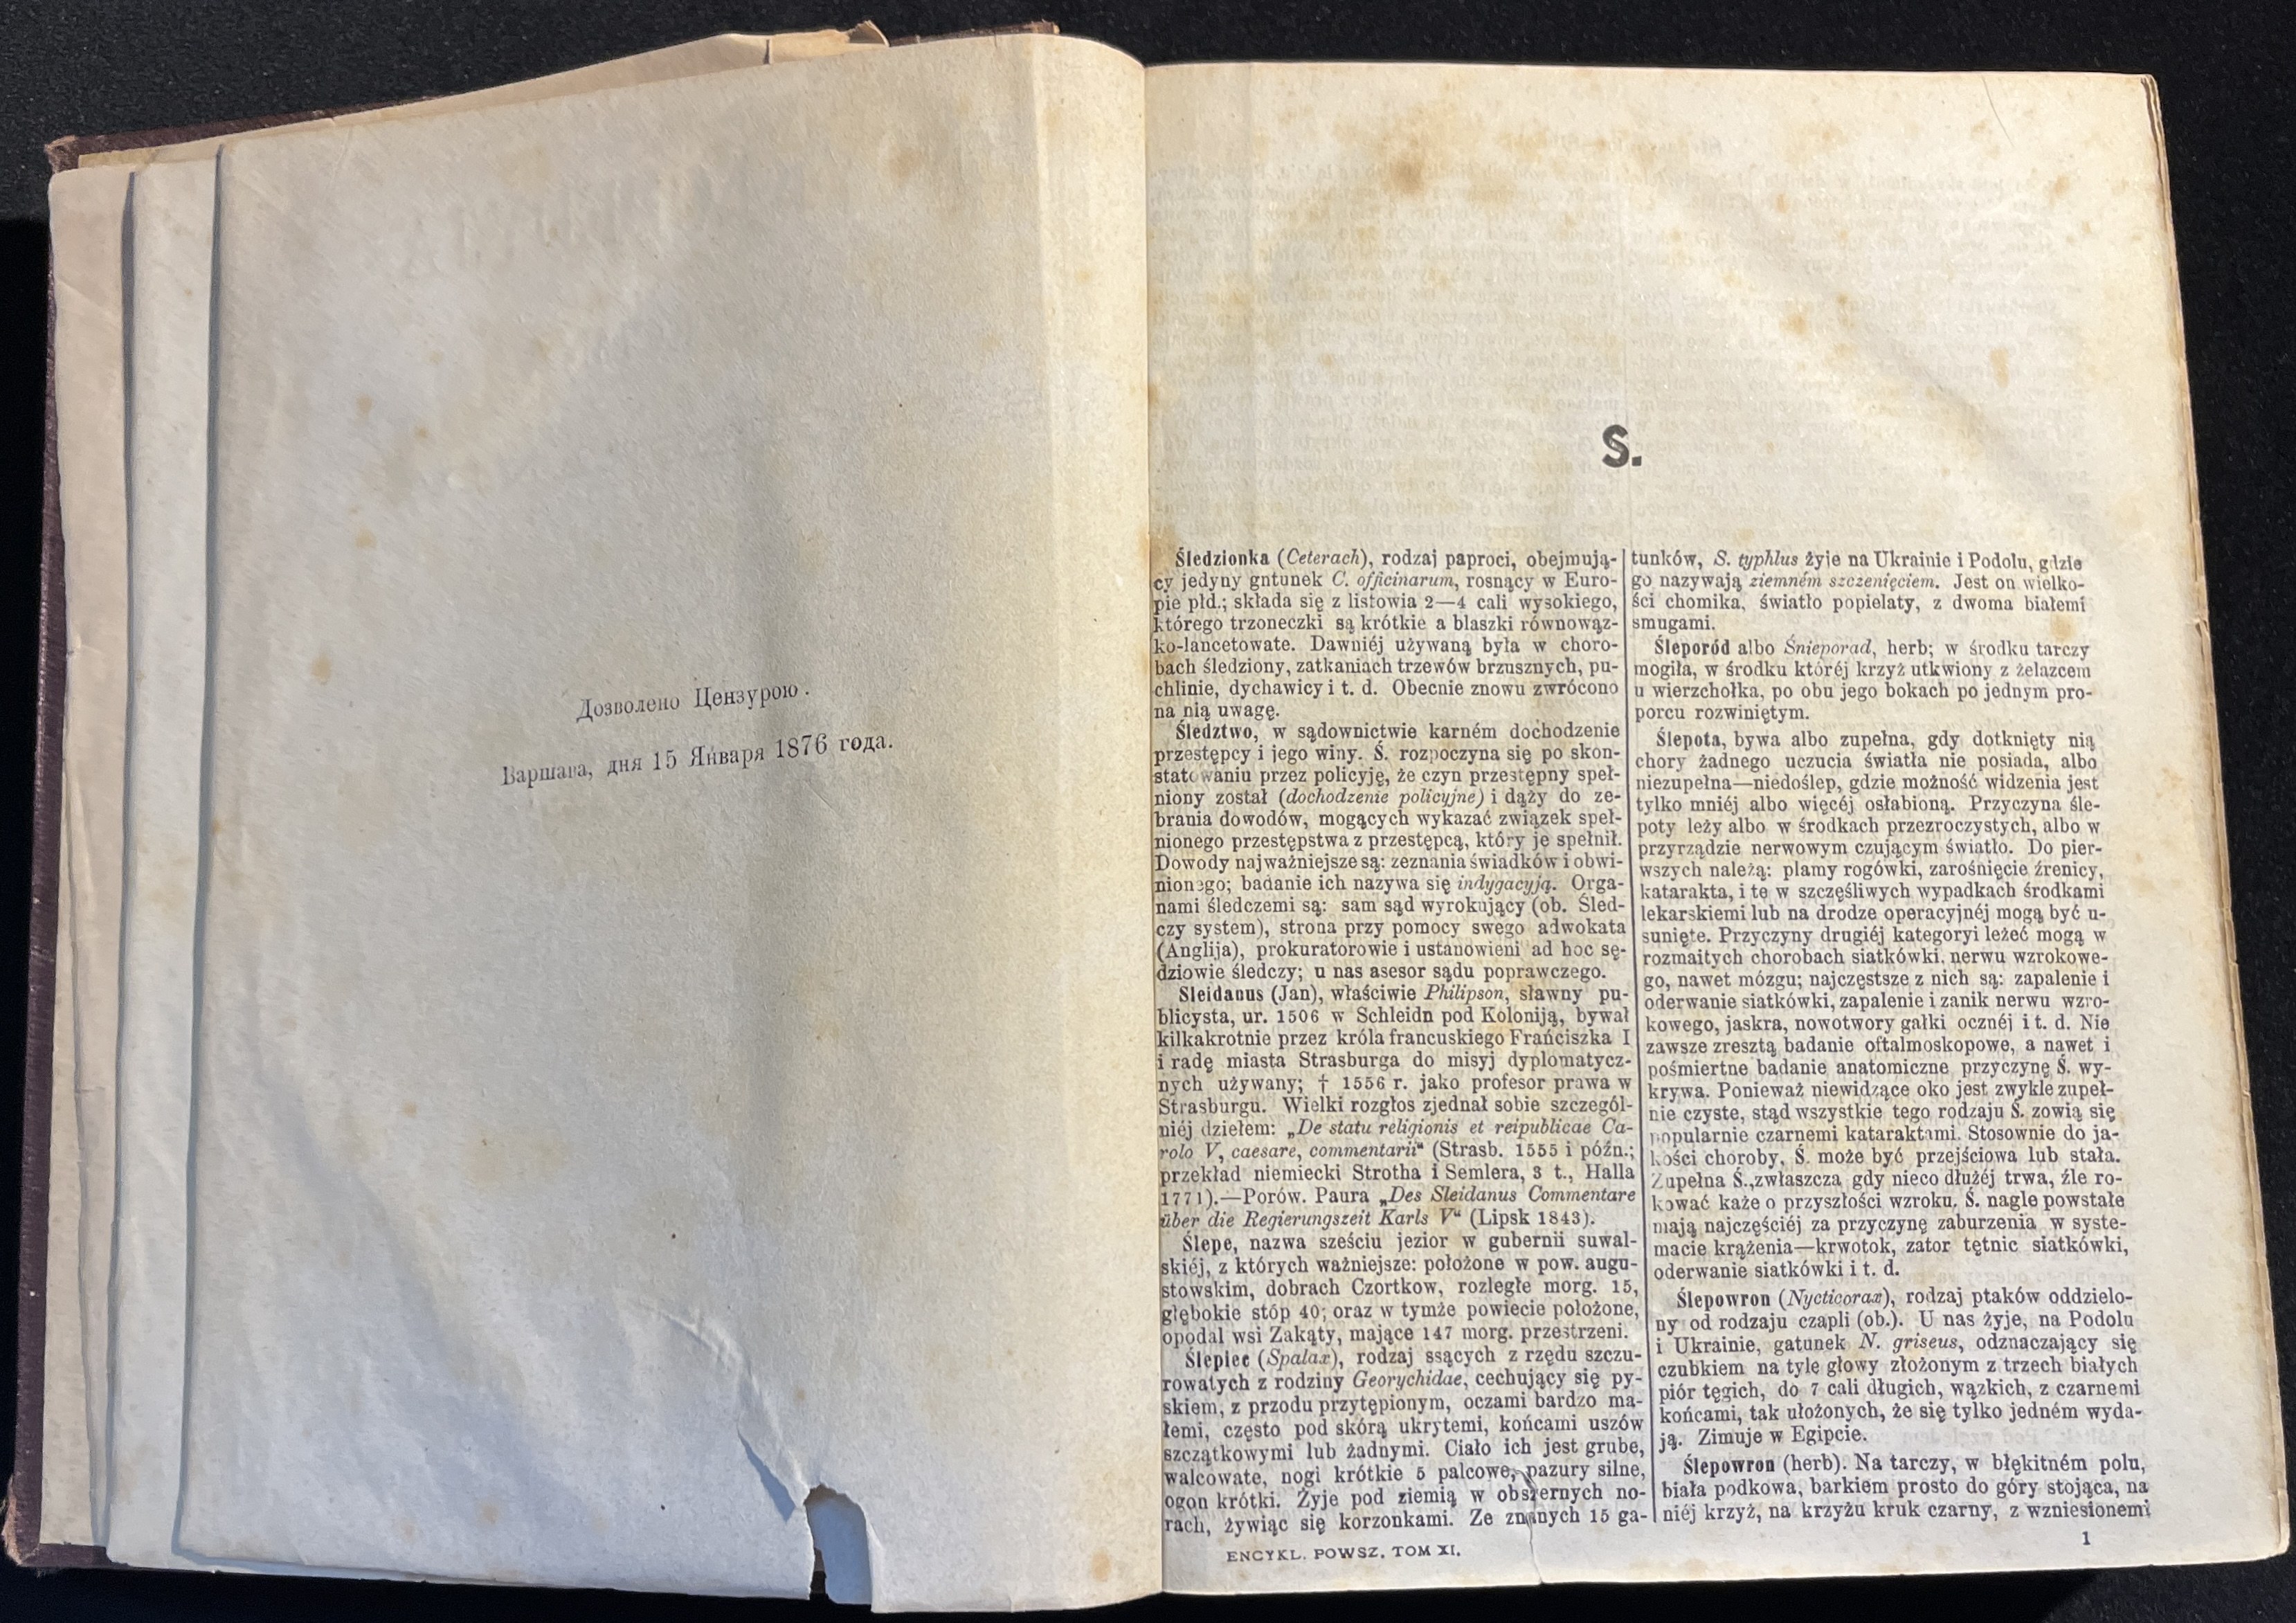 Дозволено Цензурою.
Варшава, дня 15 Января 1876 года.
S.
Śledzionka (Ceterach), rodzaj paproci, obejmują-
cy jedyny gntunek C. officinarum, rosnący w Euro-
pie płd.; składa się z listowia 2—4 cali wysokiego,
którego trzoneczki są krótkie a blaszki równowąz-
ko-lancetowate. Dawniéj używaną była w choro-
bach śledziony, zatkaniach trzewów brzusznych, pu-
chlinie, dychawicy i t. d. Obecnie znowu zwrócono
na nią uwagę.
Śledztwo, w sądownictwie karném dochodzenie
przestępcy i jego winy. Ś. rozpoczyna się po skon-
statowaniu przez policyję, że czyn przestępny speł-
niony został (dochodzenie policyjne) i dąży do ze-
brania dowodów, mogących wykazać związek speł-
nionego przestępstwa z przestępcą, który je spełnił.
Dowody najważniejsze są: zeznania świadków i obwi-
nionego; badanie ich nazywa się indygacyją. Orga-
nami śledczemi są: sam sąd wyrokujący (ob. Śled-
czy system), strona przy pomocy swego adwokata
(Anglija), prokuratorowie i ustanowieni ad hoc sę-
dziowie śledczy; u nas asesor sądu poprawczego.
Sleidanus (Jan), właściwie Philipson, sławny pu-
blicysta, ur. 1506 w Schleidn pod Koloniją, bywał
kilkakrotnie przez króla francuskiego Frańciszka I
i radę miasta Strasburga do misyj dyplomatycz-
nych używany; † 1556 r. jako profesor prawa w
Strasburgu. Wielki rozgłos zjednał sobie szczegól-
niéj dziełem: „De statu religionis et reipublicae Ca-
rolo V, caesare, commentarii“ (Strasb. 1555 i późn.;
przekład niemiecki Strotha i Semlera, 3 t., Halla
1771).—Porów. Paura „Des Sleidanus Commentare
über die Regierungszeit Karls V“ (Lipsk 1843).
Ślepe, nazwa sześciu jezior w gubernii suwal-
skiéj, z których ważniejsze: położone w pow. augu-
stowskim, dobrach Czortkow, rozległe morg. 15,
głębokie stóp 40; oraz w tymże powiecie położone,
opodal wsi Zakąty, mające 147 morg. przestrzeni.
Ślepiec (Spalax), rodzaj ssących z rzędu szczu-
rowatych z rodziny Georychidae, cechujący się py-
skiem, z przodu przytępionym, oczami bardzo ma-
łemi, często pod skórą ukrytemi, końcami uszów
szczątkowymi lub żadnymi. Ciało ich jest grube,
walcowate, nogi krótkie 5 palcowe, pazury silne,
ogon krótki. Żyje pod ziemią w obszernych no-
rach, żywiąc się korzonkami. Ze znanych 15 ga-
ENCYKL. POWSZ. TOM XI.
tunków, S. typhlus żyje na Ukrainie i Podolu, gdzie
go nazywają ziemném szczenięciem. Jest on wielko-
ści chomika, światło popielaty, z dwoma białemi
smugami.
Ślepo­ród albo Śnieporad, herb; w środku tarczy
mogiła, w środku któréj krzyż utkwiony z żelazcem
u wierzchołka, po obu jego bokach po jednym pro-
porcu rozwiniętym.
Ślepota, bywa albo zupełna, gdy dotknięty nią
chory żadnego uczucia światła nie posiada, albo
niezupełna—niedoślep, gdzie możność widzenia jest
tylko mniéj albo więcéj osłabioną. Przyczyna śle-
poty leży albo w środkach przezroczystych, albo w
przyrządzie nerwowym czującym światło. Do pier-
wszych należą: plamy rogówki, zarośnięcie źrenicy,
katarakta, i te w szczęśliwych wypadkach środkami
lekarskiemi lub na drodze operacyjnéj mogą być u-
sunięte. Przyczyny drugiéj kategoryi leżeć mogą w
rozmaitych chorobach siatkówki, nerwu wzrokowe-
go, nawet mózgu; najczęstsze z nich są: zapalenie i
oderwanie siatkówki, zapalenie i zanik nerwu wzro-
kowego, jaskra, nowotwory gałki ocznéj i t. d. Nie
zawsze zresztą badanie oftalmoskopowe, a nawet i
pośmiertne badanie anatomiczne przyczynę Ś. wy-
krywa. Ponieważ niewidzące oko jest zwykle zupeł-
nie czyste, stąd wszystkie tego rodzaju Ś. zowią się
popularnie czarnemi kataraktami. Stosownie do ja-
kości choroby, Ś. może być przejściowa lub stała.
Zupełna Ś., zwłaszcza gdy nieco dłużéj trwa, źle ro-
kować każe o przyszłości wzroku. Ś. nagle powstałe
mają najczęściéj za przyczynę zaburzenia w syste-
macie krążenia—krwotok, zator tętnic siatkówki,
oderwanie siatkówki i t. d.
Ślepowron (Nycticorax), rodzaj ptaków oddzielo-
ny od rodzaju czapli (ob.). U nas żyje, na Podolu
i Ukrainie, gatunek N. griseus, odznaczający się
czubkiem na tyle głowy złożonym z trzech białych
piór tęgich, do 7 cali długich, wązkich, z czarnemi
końcami, tak ułożonych, że się tylko jedném wyda-
ją. Zimuje w Egipcie.
Ślepowron (herb). Na tarczy, w błękitném polu,
biała podkowa, barkiem prosto do góry stojąca, na
niéj krzyż, na krzyżu kruk czarny, z wzniesionemi
1